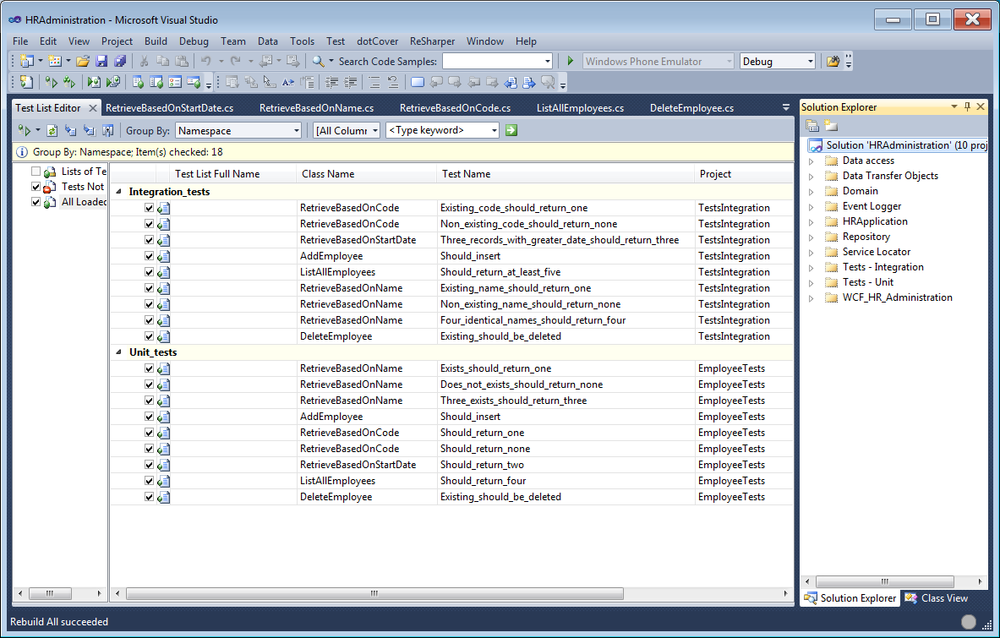 HRAdministration - Microsoft Visual Studio
File Edit View Project Build Debug Team Data Tools Test dotCover ReSharper Window Help
Search Code Samples: Windows Phone Emulator Debug
Test List Editor RetrieveBasedOnStartDate.cs RetrieveBasedOnName.cs RetrieveBasedOnCode.cs ListAllEmployees.cs DeleteEmployee.cs
Group By: Namespace [All Colum <Type keyword>
Group By: Namespace; Item(s) checked: 18
Lists of Te
Tests Not
All Loaded
Test List Full Name Class Name Test Name Project
Integration_tests
RetrieveBasedOnCode Existing_code_should_return_one TestsIntegration
RetrieveBasedOnCode Non_existing_code_should_return_none TestsIntegration
RetrieveBasedOnStartDate Three_records_with_greater_date_should_return_three TestsIntegration
AddEmployee Should_insert TestsIntegration
ListAllEmployees Should_return_at_least_five TestsIntegration
RetrieveBasedOnName Existing_name_should_return_one TestsIntegration
RetrieveBasedOnName Non_existing_name_should_return_none TestsIntegration
RetrieveBasedOnName Four_identical_names_should_return_four TestsIntegration
DeleteEmployee Existing_should_be_deleted TestsIntegration
Unit_tests
RetrieveBasedOnName Exists_should_return_one EmployeeTests
RetrieveBasedOnName Does_not_exists_should_return_none EmployeeTests
RetrieveBasedOnName Three_exists_should_return_three EmployeeTests
AddEmployee Should_insert EmployeeTests
RetrieveBasedOnCode Should_return_one EmployeeTests
RetrieveBasedOnCode Should_return_none EmployeeTests
RetrieveBasedOnStartDate Should_return_two EmployeeTests
ListAllEmployees Should_return_four EmployeeTests
DeleteEmployee Existing_should_be_deleted EmployeeTests
Solution Explorer
Solution 'HRAdministration' (10 proj
Data access
Data Transfer Objects
Domain
Event Logger
HRApplication
Repository
Service Locator
Tests - Integration
Tests - Unit
WCF_HR_Administration
Solution Explorer Class View
Rebuild All succeeded